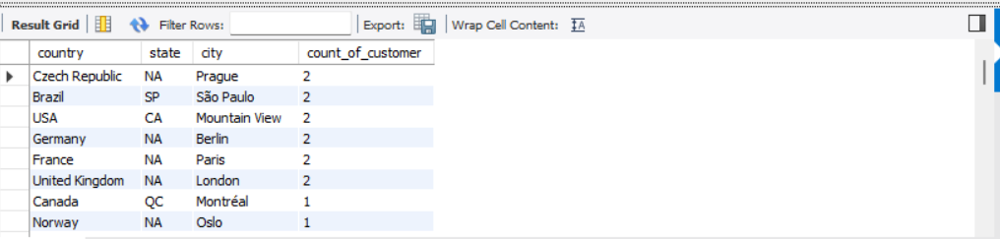 Result Grid Filter Rows: Export: Wrap Cell Content: IA
country state city count_of_customer
Czech Republic NA Prague 2
Brazil SP São Paulo 2
USA CA Mountain View 2
Germany NA Berlin 2
France NA Paris 2
United Kingdom NA London 2
Canada QC Montréal 1
Norway NA Oslo 1